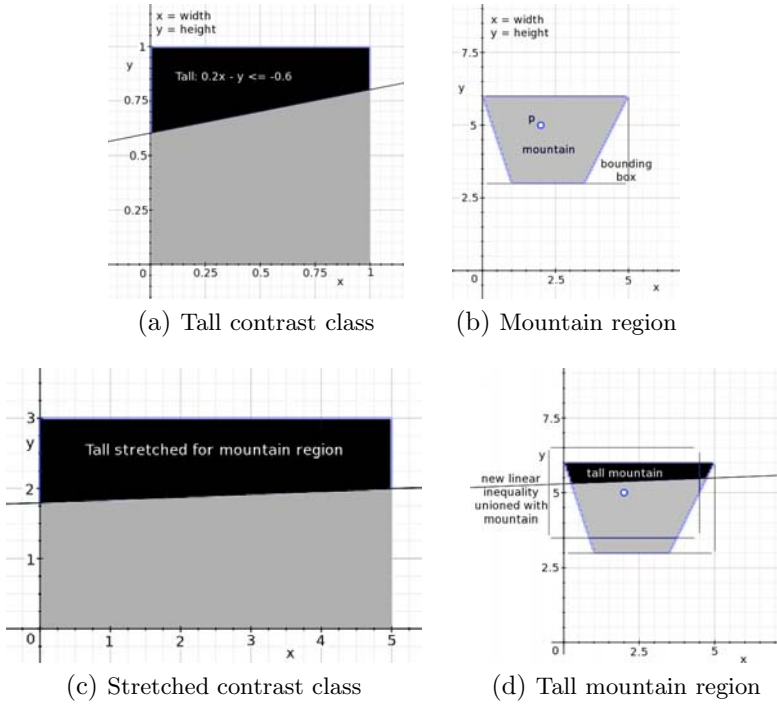 x = width
y = height
1
y
Tall: 0.2x - y <= -0.6
0.75
0.5
0.25
0
0.25
0.5
0.75
1
x
(a) Tall contrast class
x = width
y = height
7.5
y
5
p
mountain
bounding
box
2.5
0
2.5
5
x
(b) Mountain region
3
y
Tall stretched for mountain region
2
1
0
1
2
3
4
5
x
(c) Stretched contrast class
7.5
y
tall mountain
new linear
inequality
unioned with
mountain
5
2.5
0
2.5
5
x
(d) Tall mountain region